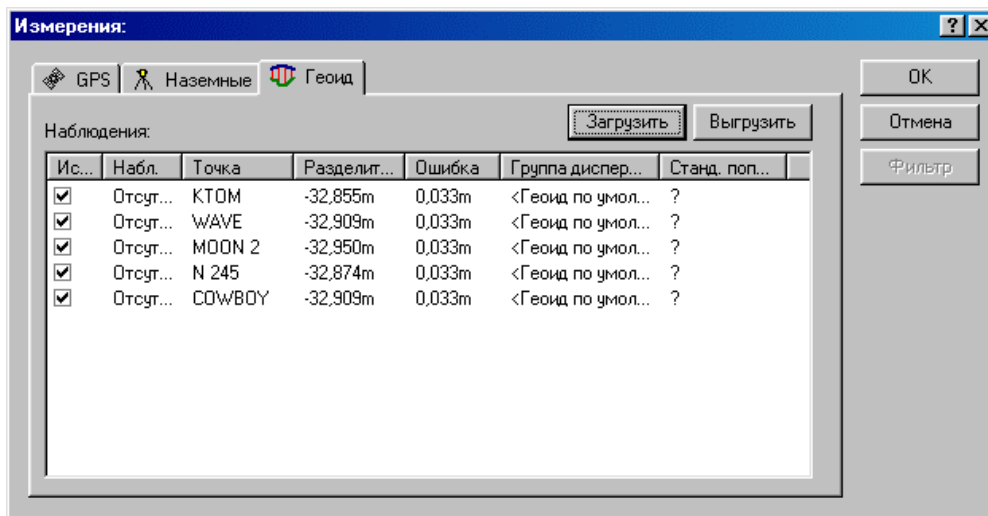 Измерения:
GPS Наземные Геоид
OK
Наблюдения:
Загрузить Выгрузить
Отмена
Фильтр
Ис... Набл. Точка Разделит... Ошибка Группа диспер... Станд. поп...
Отсут... KTOM -32,855m 0,033m <Геоид по умол... ?
Отсут... WAVE -32,909m 0,033m <Геоид по умол... ?
Отсут... MOON 2 -32,950m 0,033m <Геоид по умол... ?
Отсут... N 245 -32,874m 0,033m <Геоид по умол... ?
Отсут... COWBOY -32,909m 0,033m <Геоид по умол... ?